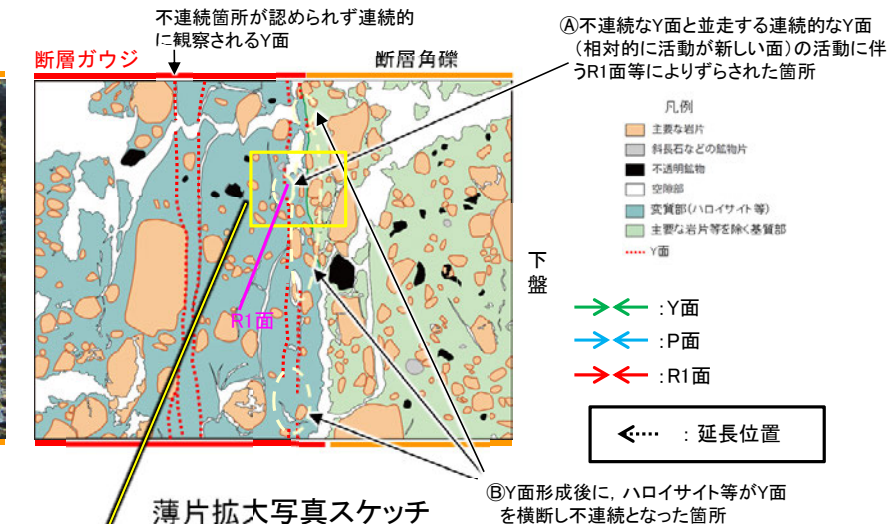 不連続箇所が認められず連続的
に観察されるY面
断層ガウジ
断層角礫
Ⓐ不連続なY面と並走する連続的なY面
(相対的に活動が新しい面)の活動に伴
うR1面等によりずらされた箇所
凡例
主要な岩片
斜長石などの鉱物片
不透明鉱物
空隙部
変質部(ハロイサイト等)
主要な岩片等を除く基質部
Y面
下
盤
:Y面
:P面
:R1面
: 延長位置
R1面
薄片拡大写真スケッチ
ⒷY面形成後に, ハロイサイト等がY面
を横断し不連続となった箇所